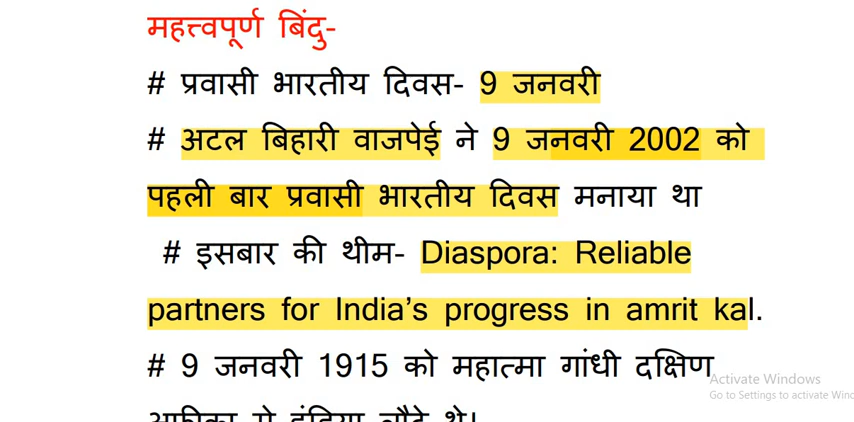 महत्त्वपूर्ण बिंदु-
# प्रवासी भारतीय दिवस- 9 जनवरी
# अटल बिहारी वाजपेई ने 9 जनवरी 2002 को
पहली बार प्रवासी भारतीय दिवस मनाया था
# इसबार की थीम- Diaspora: Reliable
partners for India’s progress in amrit kal.
# 9 जनवरी 1915 को महात्मा गांधी दक्षिण
अफ्रीका से इंडिया लौटे थे।
Activate Windows
Go to Settings to activate Wind